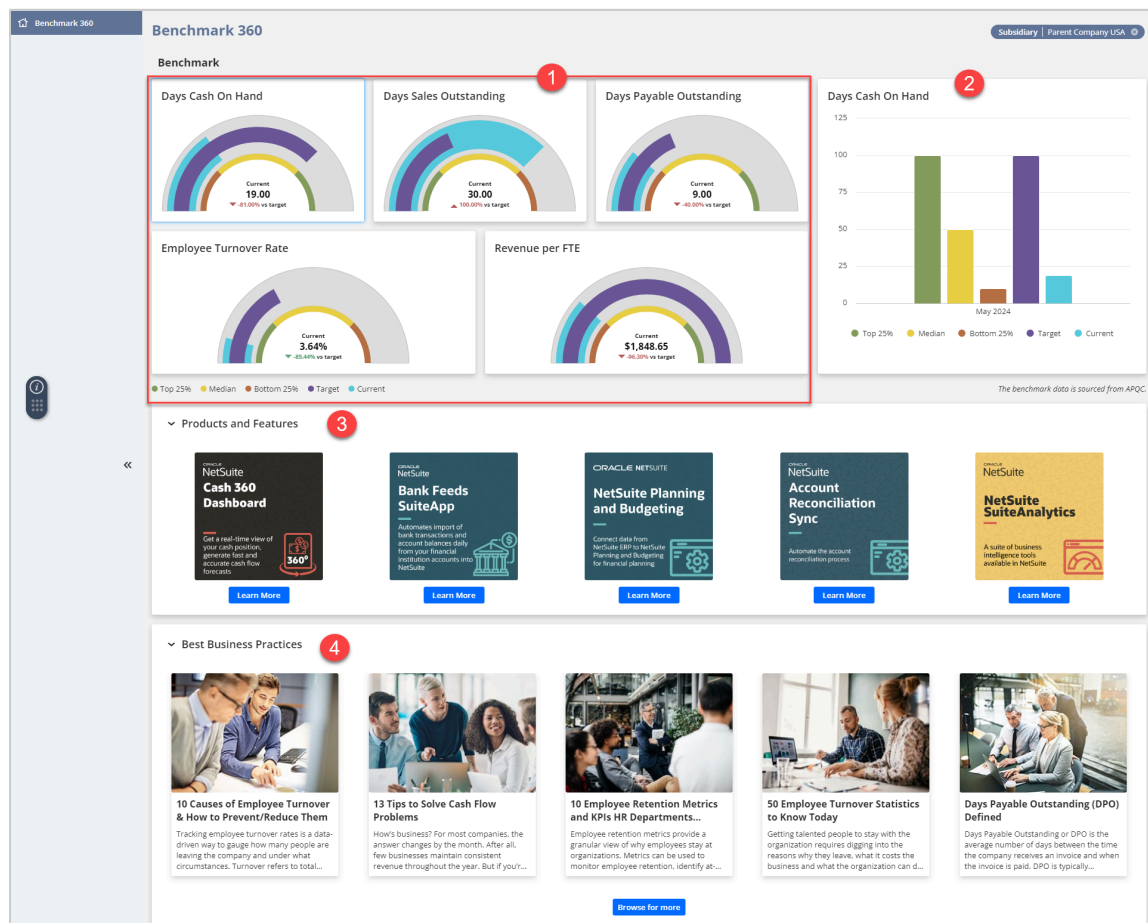 Benchmark 360
Benchmark 360
Subsidiary | Parent Company USA
Benchmark
1
2
Days Cash On Hand
Current
19.00
-81.00% vs target
Days Sales Outstanding
Current
30.00
100.00% vs target
Days Payable Outstanding
Current
9.00
-40.00% vs target
Employee Turnover Rate
Current
3.64%
-85.44% vs target
Revenue per FTE
Current
$1,848.65
-96.30% vs target
Top 25% Median Bottom 25% Target Current
Days Cash On Hand
125
100
75
50
25
0
May 2024
Top 25% Median Bottom 25% Target Current
The benchmark data is sourced from APQC.
Products and Features
3
ORACLE
NetSuite
Cash 360
Dashboard
Get a real-time view of
your cash position,
generate fast and
accurate cash flow
forecasts
360°
Learn More
ORACLE
NetSuite
Bank Feeds
SuiteApp
Automates import of
bank transactions and
account balances daily
from your financial
institution accounts into
NetSuite
Learn More
ORACLE NETSUITE
NetSuite Planning
and Budgeting
Connect data from
NetSuite ERP to NetSuite
Planning and Budgeting
for financial planning
Learn More
ORACLE
NetSuite
Account
Reconciliation
Sync
Automate the account
reconciliation process
Learn More
ORACLE
NetSuite
NetSuite
SuiteAnalytics
A suite of business
intelligence tools
available in NetSuite
Learn More
Best Business Practices
4
10 Causes of Employee Turnover
& How to Prevent/Reduce Them
Tracking employee turnover rates is a data-
driven way to gauge how many people are
leaving the company and under what
circumstances. Turnover refers to total...
13 Tips to Solve Cash Flow
Problems
How's business? For most companies, the
answer changes by the month. After all,
few businesses maintain consistent
revenue throughout the year. But if you'r...
10 Employee Retention Metrics
and KPIs HR Departments...
Employee retention metrics provide a
granular view of why employees stay at
organizations. Metrics can be used to
monitor employee retention, identify at-...
50 Employee Turnover Statistics
to Know Today
Getting talented people to stay with the
organization requires digging into the
reasons why they leave, what it costs the
business and what the organization can d...
Days Payable Outstanding (DPO)
Defined
Days Payable Outstanding or DPO is the
average number of days between the time
the company receives an invoice and when
the invoice is paid. DPO is typically...
Browse for more